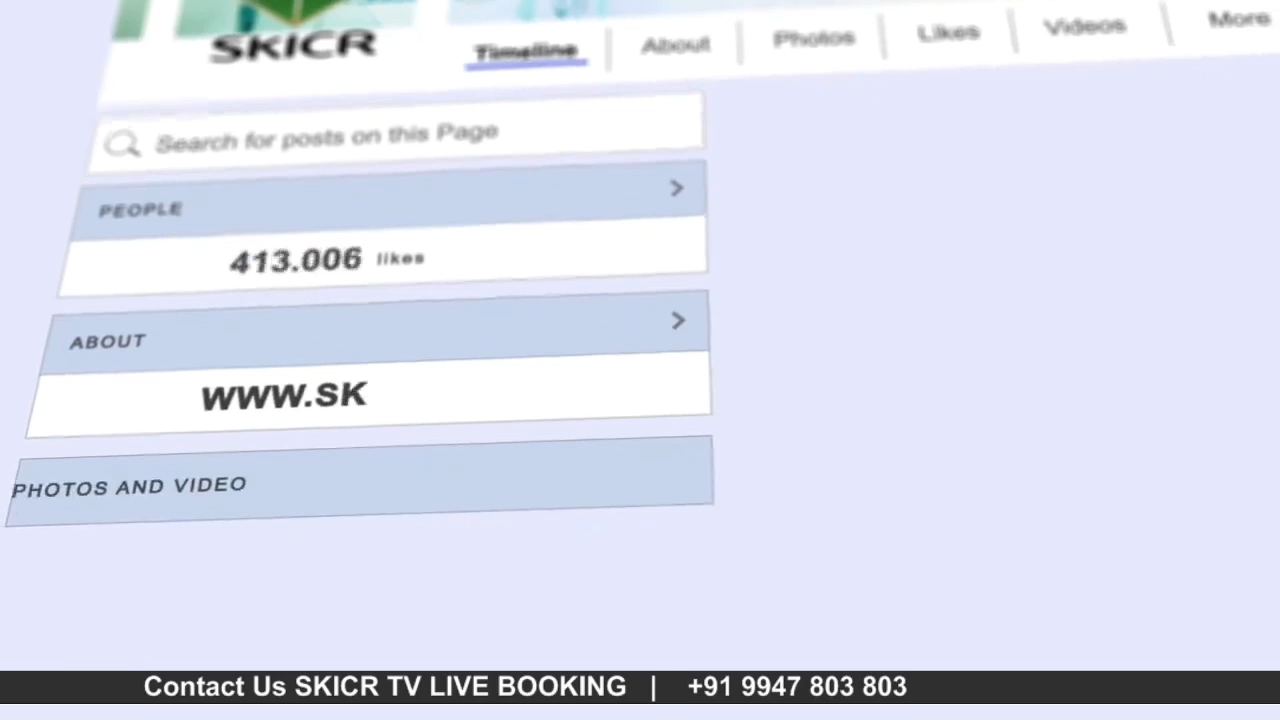 SKICR
Timeline
About
Photos
Likes
Videos
More
Search for posts on this Page
PEOPLE
413.006 likes
ABOUT
WWW.SK
PHOTOS AND VIDEO
Contact Us SKICR TV LIVE BOOKING | +91 9947 803 803